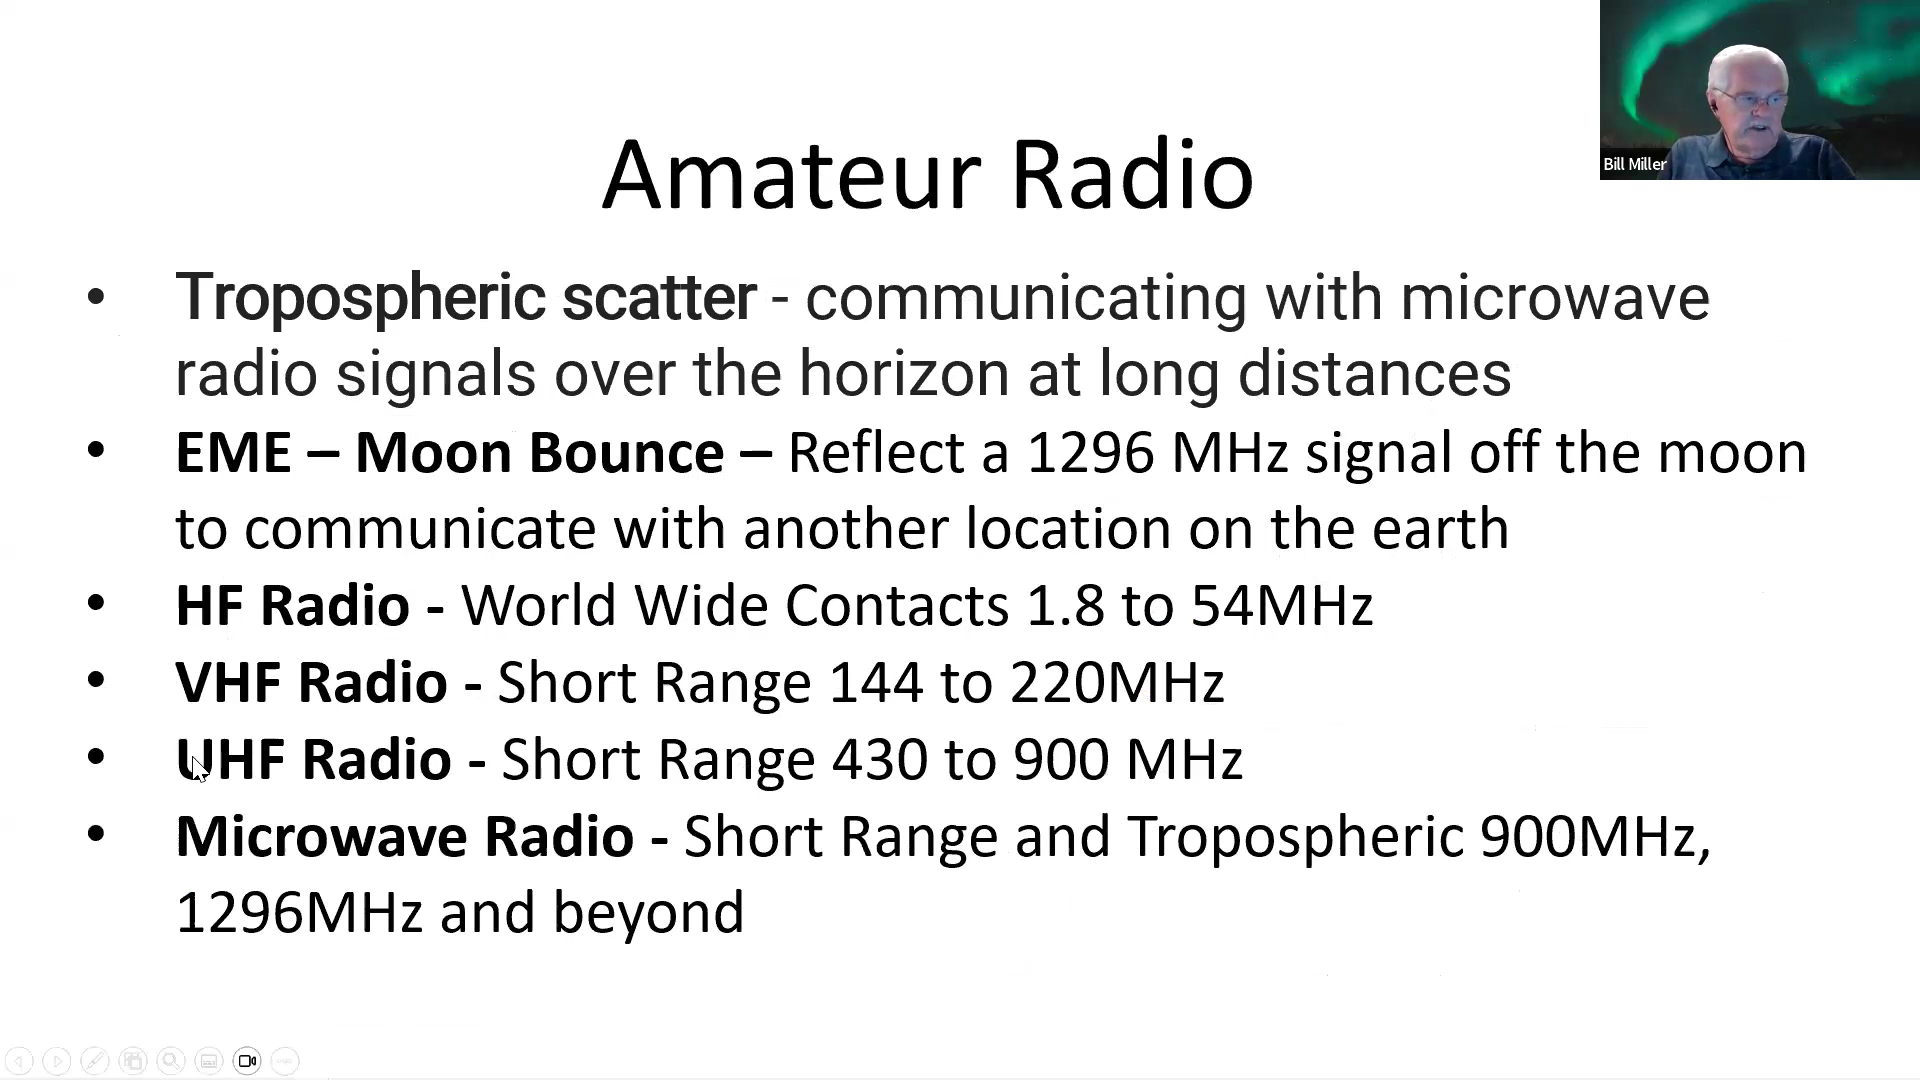 Bill Miller
Amateur Radio
• Tropospheric scatter - communicating with microwave
radio signals over the horizon at long distances
• EME – Moon Bounce – Reflect a 1296 MHz signal off the moon
to communicate with another location on the earth
• HF Radio - World Wide Contacts 1.8 to 54MHz
• VHF Radio - Short Range 144 to 220MHz
• UHF Radio - Short Range 430 to 900 MHz
• Microwave Radio - Short Range and Tropospheric 900MHz,
1296MHz and beyond